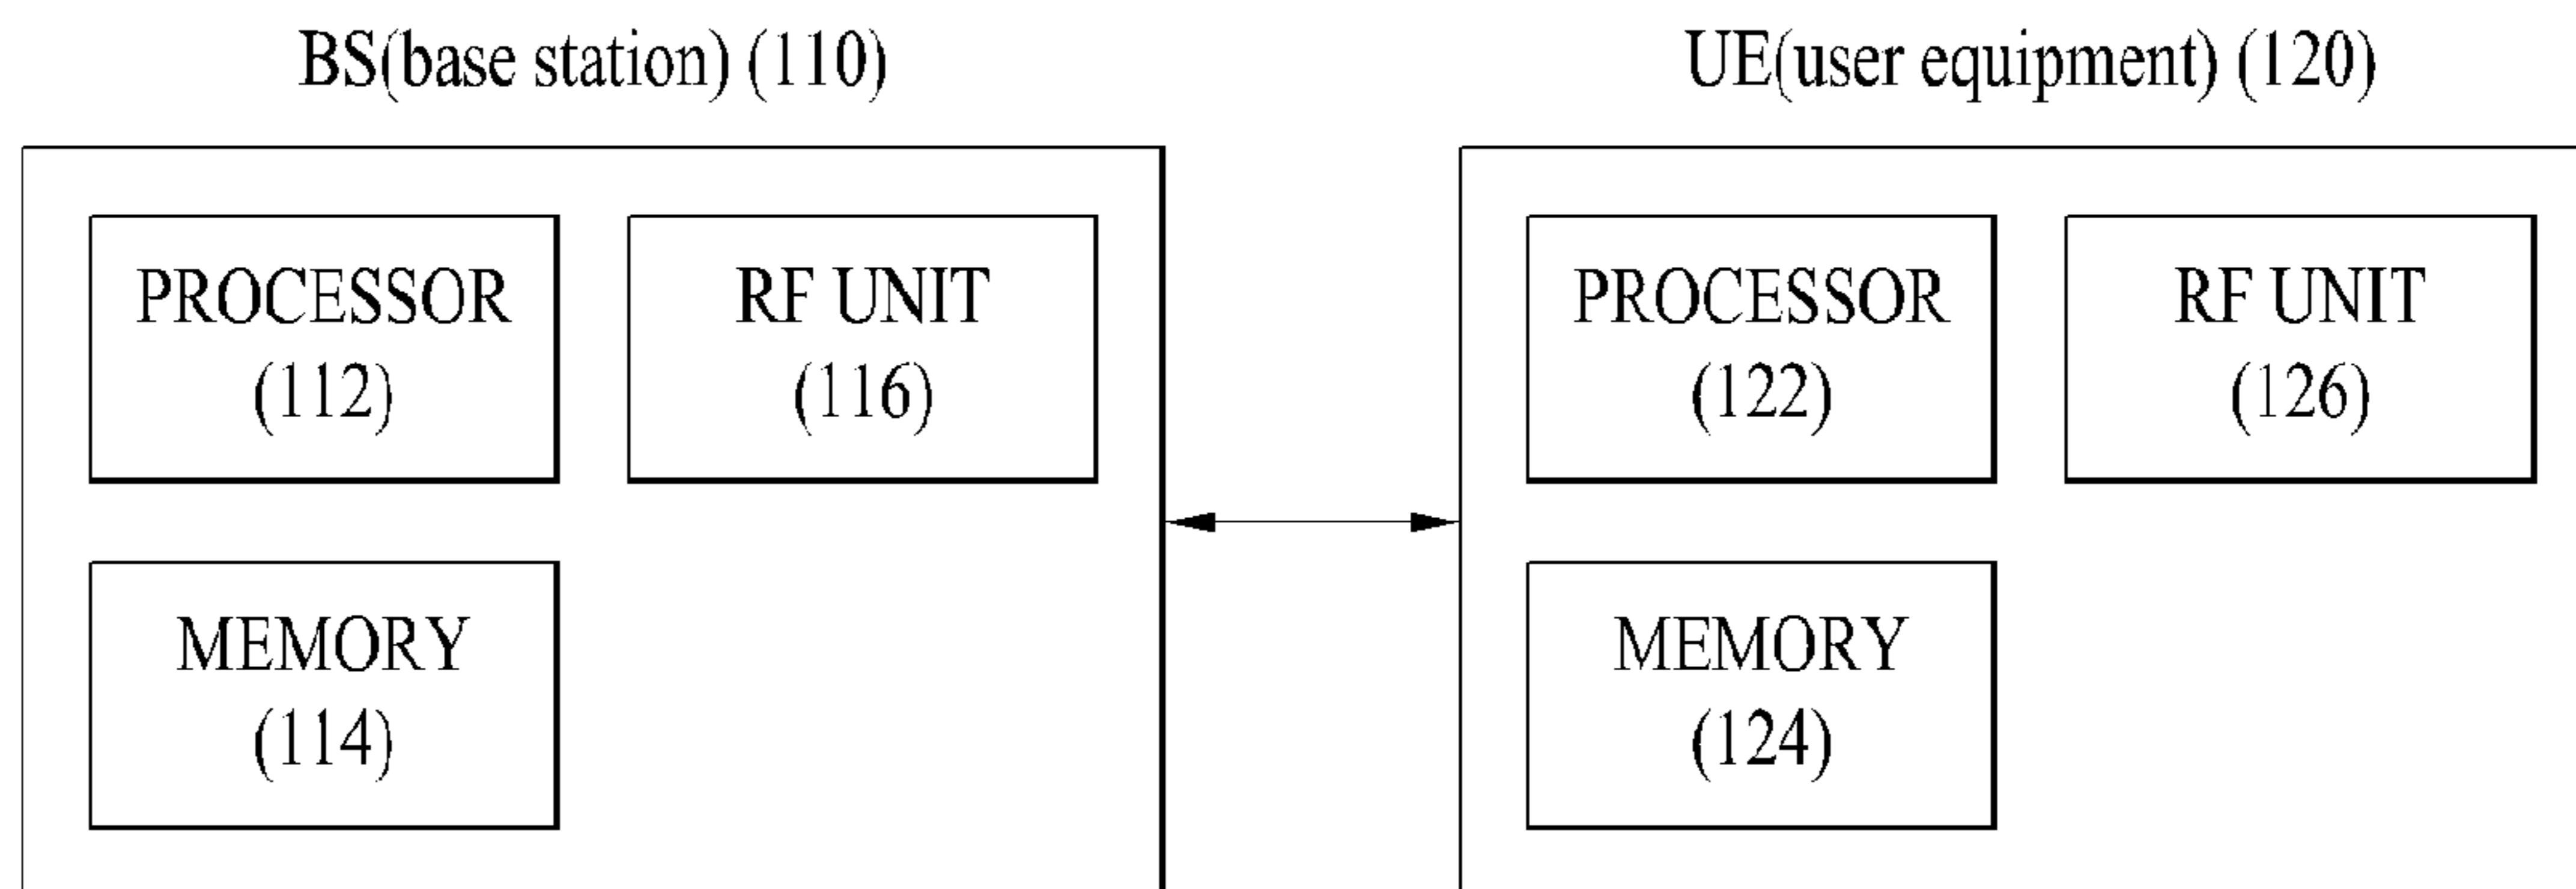 BS(base station) (110)
UE(user equipment) (120)
PROCESSOR
(112)
RF UNIT
(116)
MEMORY
(114)
PROCESSOR
(122)
RF UNIT
(126)
MEMORY
(124)